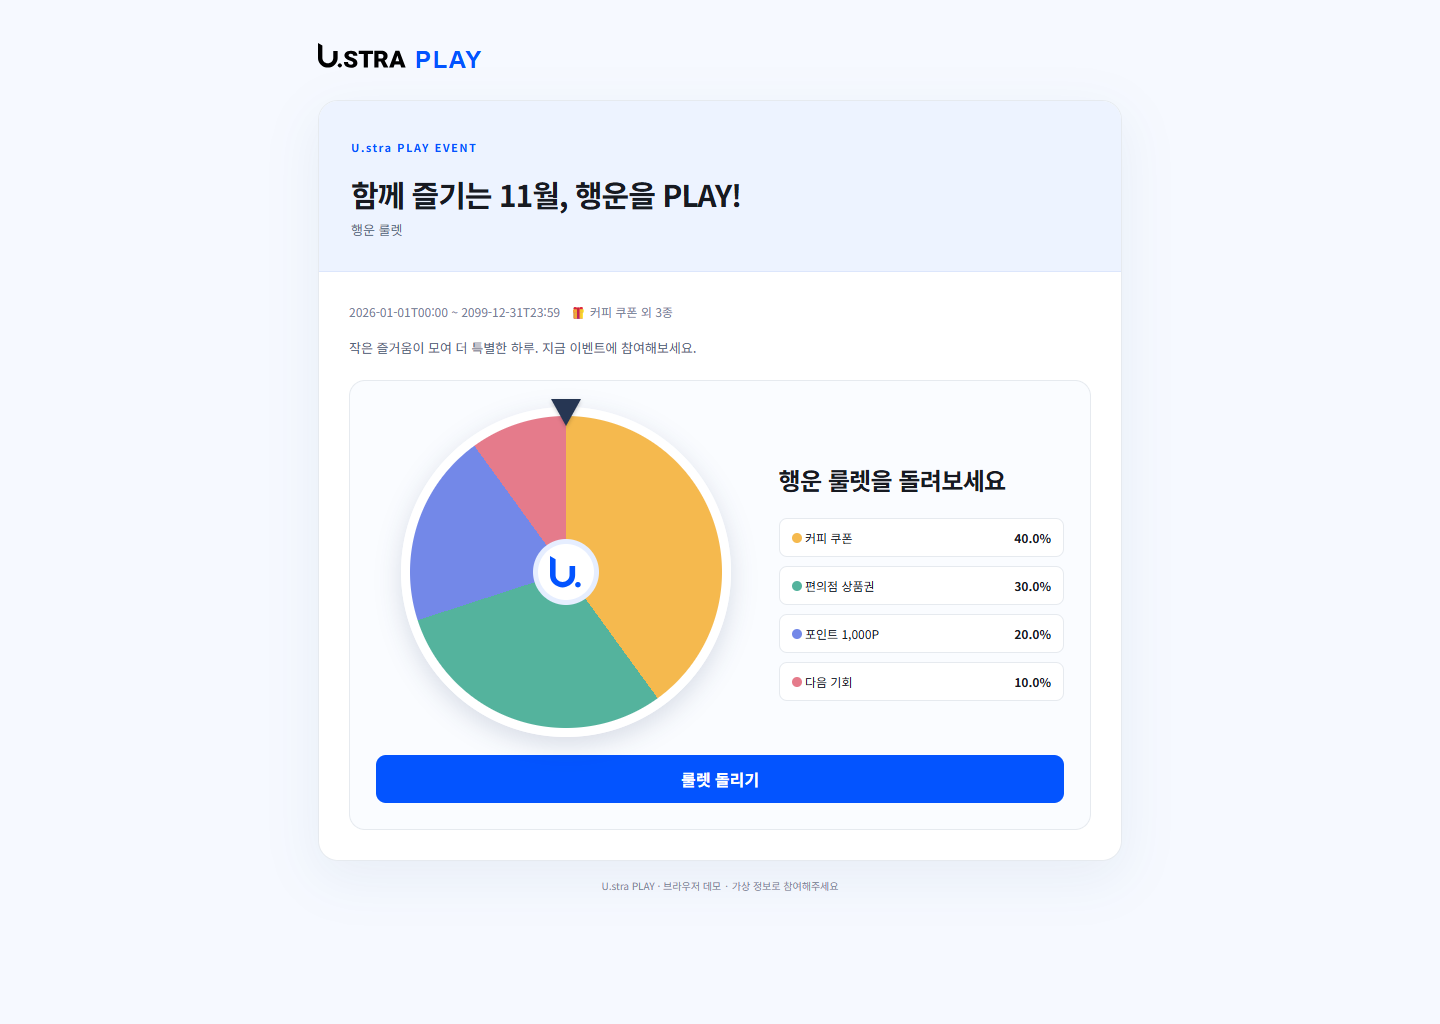 U.STRA PLAY
U.stra PLAY EVENT
함께 즐기는 11월, 행운을 PLAY!
행운 룰렛
2026-01-01T00:00 ~ 2099-12-31T23:59 🎁 커피 쿠폰 외 3종
작은 즐거움이 모여 더 특별한 하루. 지금 이벤트에 참여해보세요.
U.
행운 룰렛을 돌려보세요
커피 쿠폰 40.0%
편의점 상품권 30.0%
포인트 1,000P 20.0%
다음 기회 10.0%
룰렛 돌리기
U.stra PLAY · 브라우저 데모 · 가상 정보로 참여해주세요